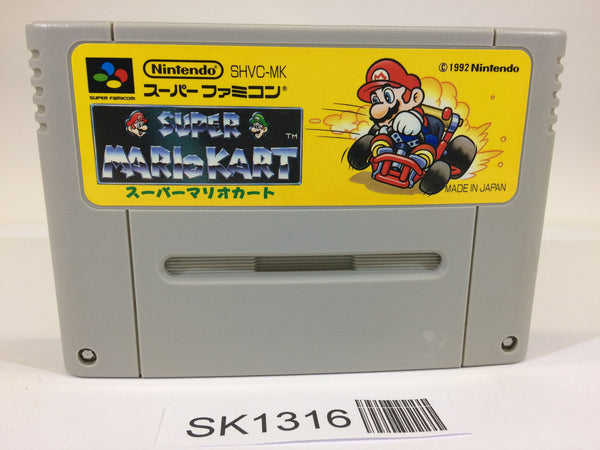 Nintendo SHVC-MK
スーパーファミコン®
SUPER FAMICOM
© 1992 Nintendo
SUPER
MARIO KART ™
スーパーマリオカート
MADE IN JAPAN
SK1316